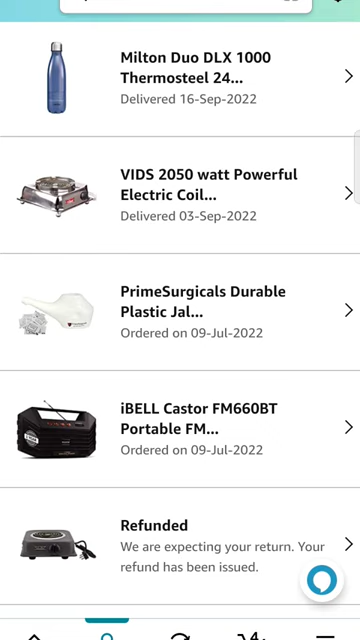 Milton Duo DLX 1000
Thermosteel 24...
Delivered 16-Sep-2022
VIDS 2050 watt Powerful
Electric Coil...
Delivered 03-Sep-2022
PrimeSurgicals Durable
Plastic Jal...
Ordered on 09-Jul-2022
iBELL Castor FM660BT
Portable FM...
Ordered on 09-Jul-2022
Refunded
We are expecting your return. Your
refund has been issued.
4